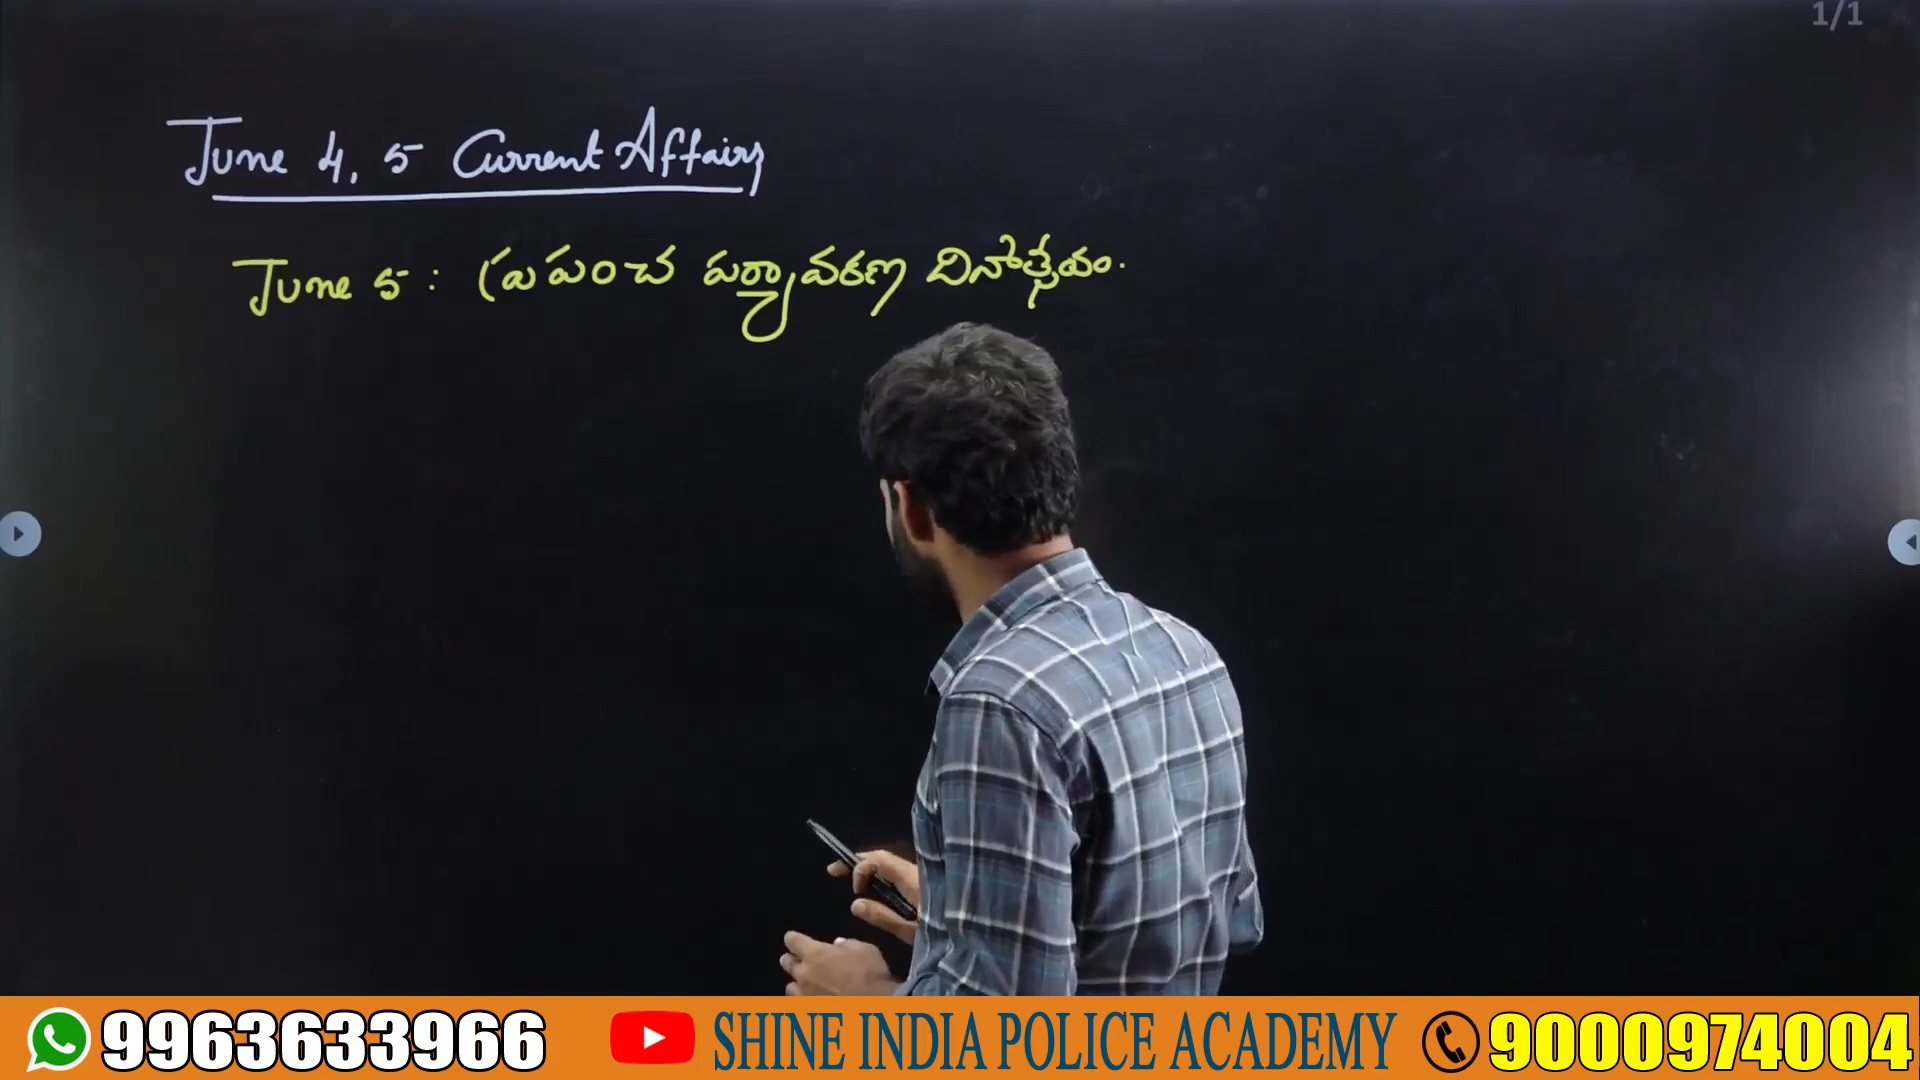 1/1
June 4, 5 Current Affairs
June 5 : ప్రపంచ పర్యావరణ దినోత్సవం.
9963633966 SHINE INDIA POLICE ACADEMY 9000974004